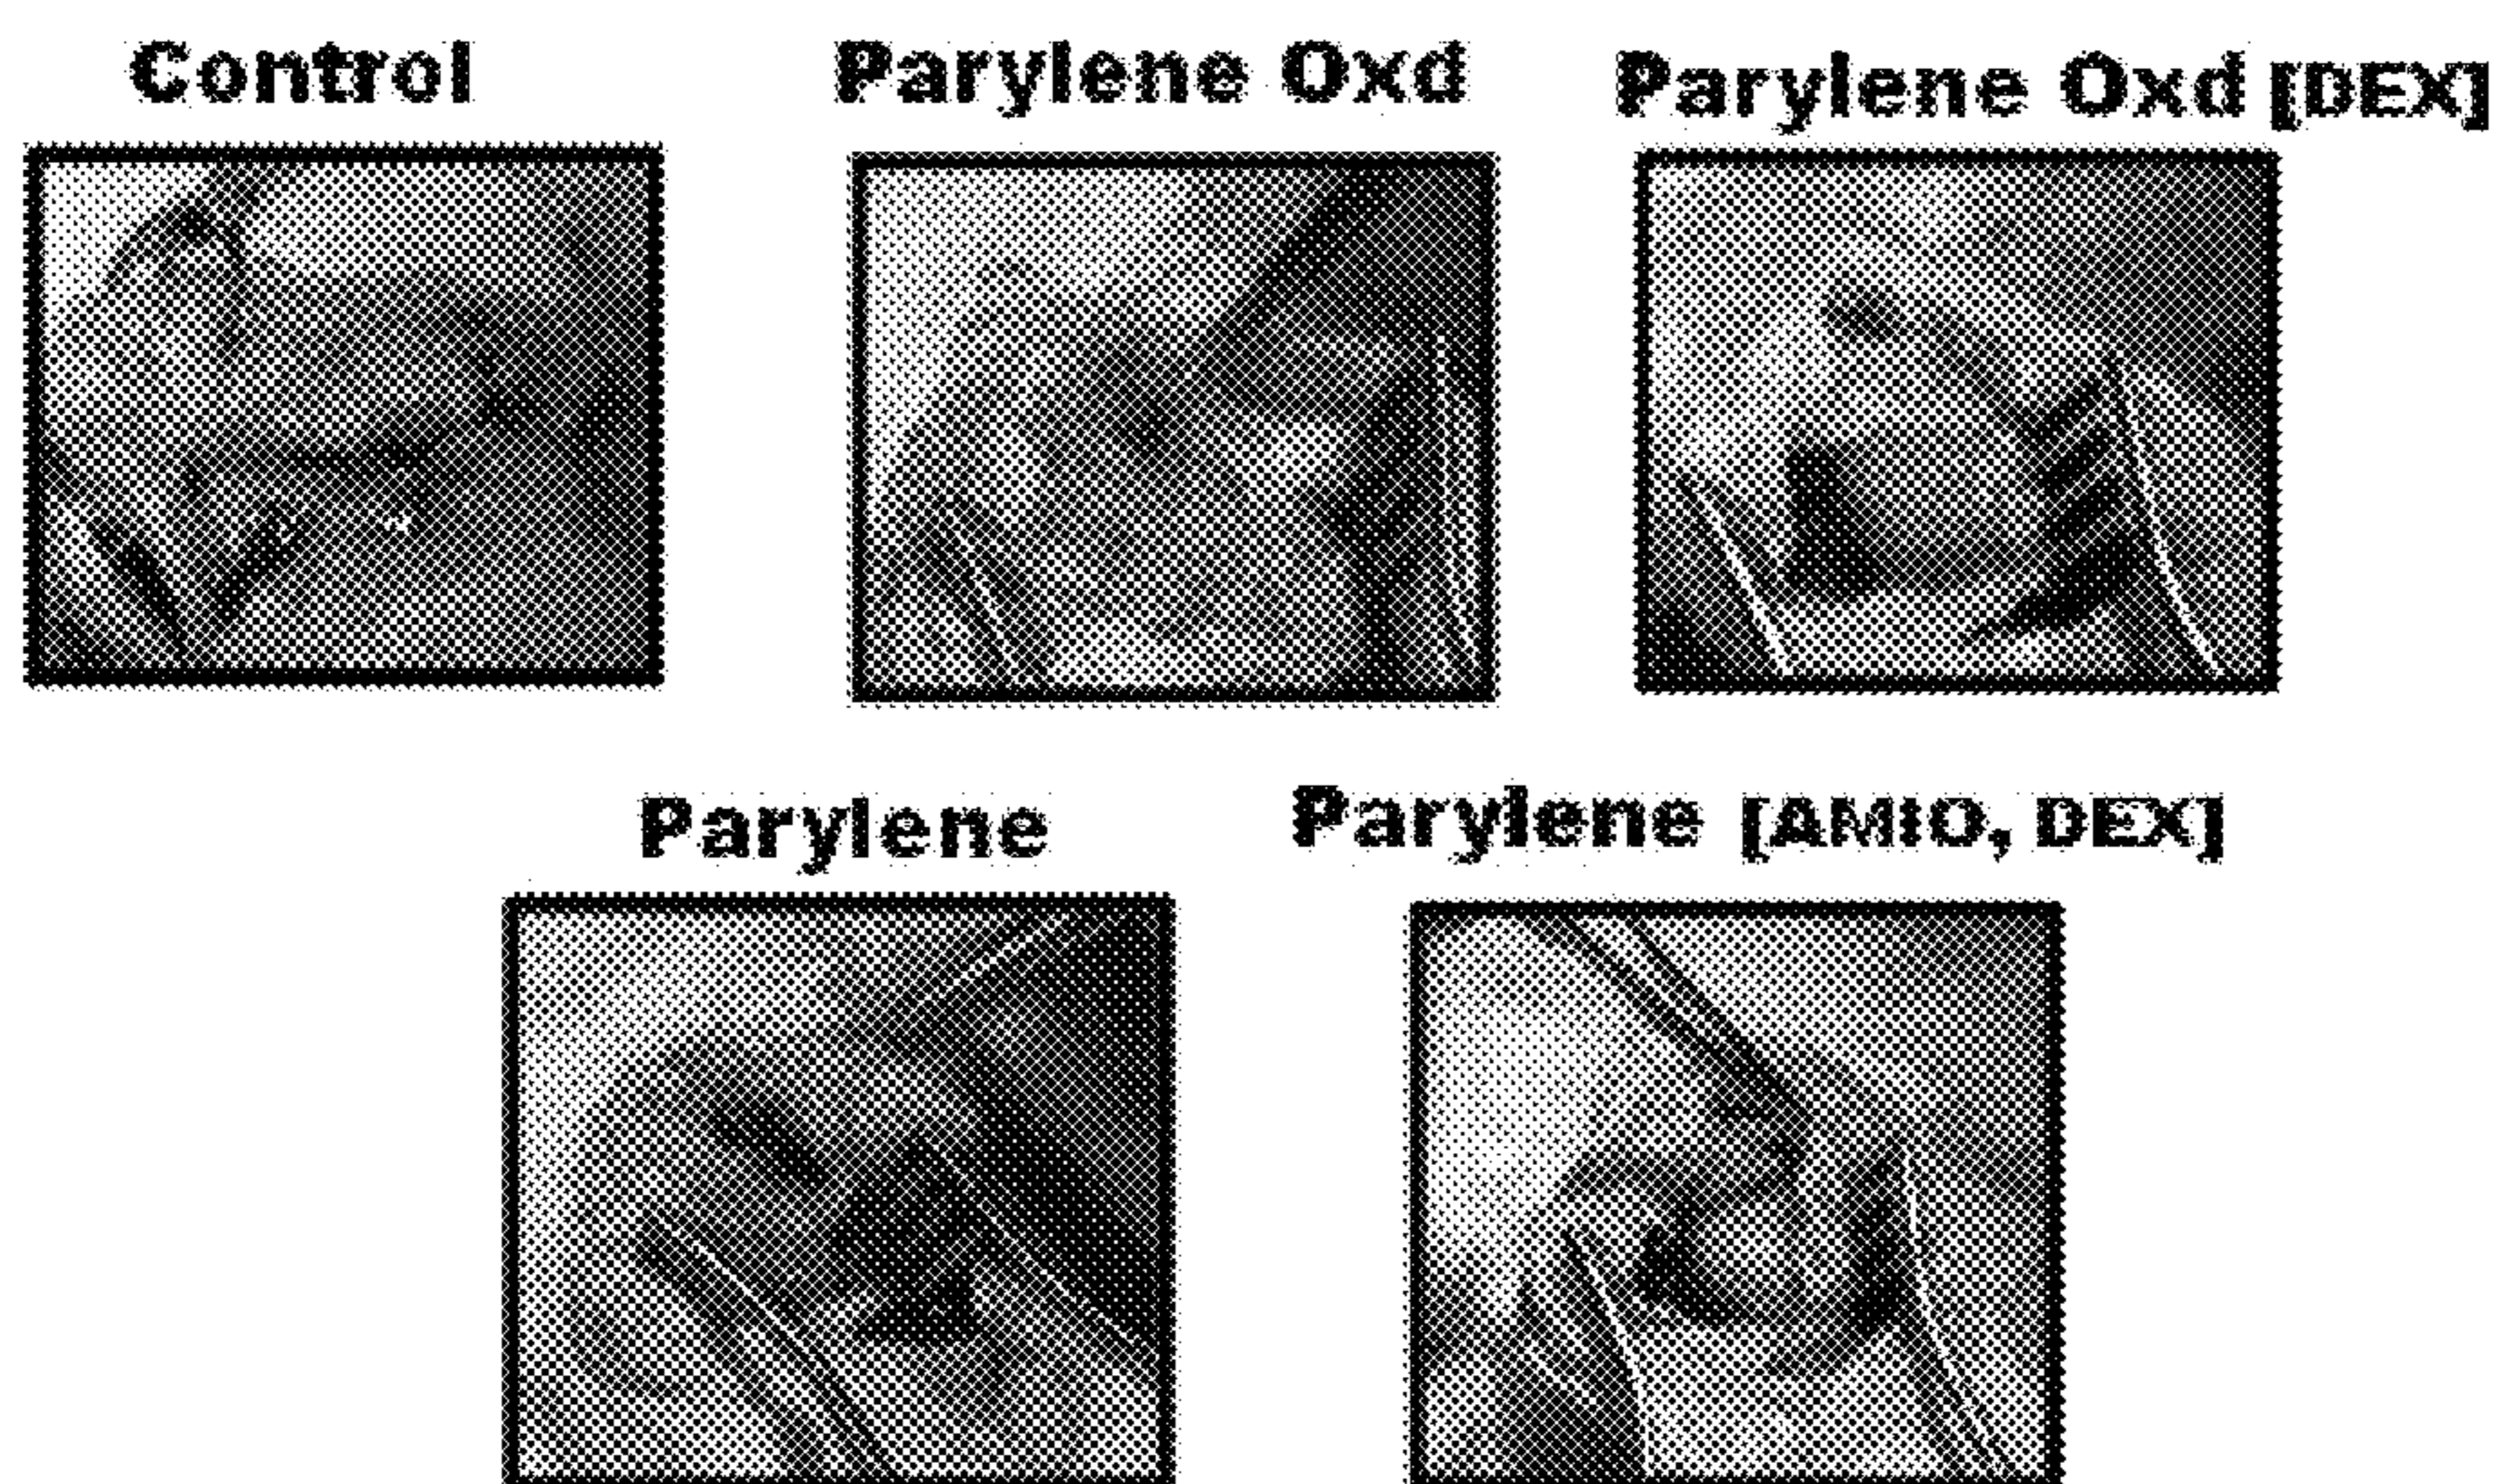 Control
Parylene Oxd
Parylene Oxd [DEX]
Parylene
Parylene [AMIO, DEX]